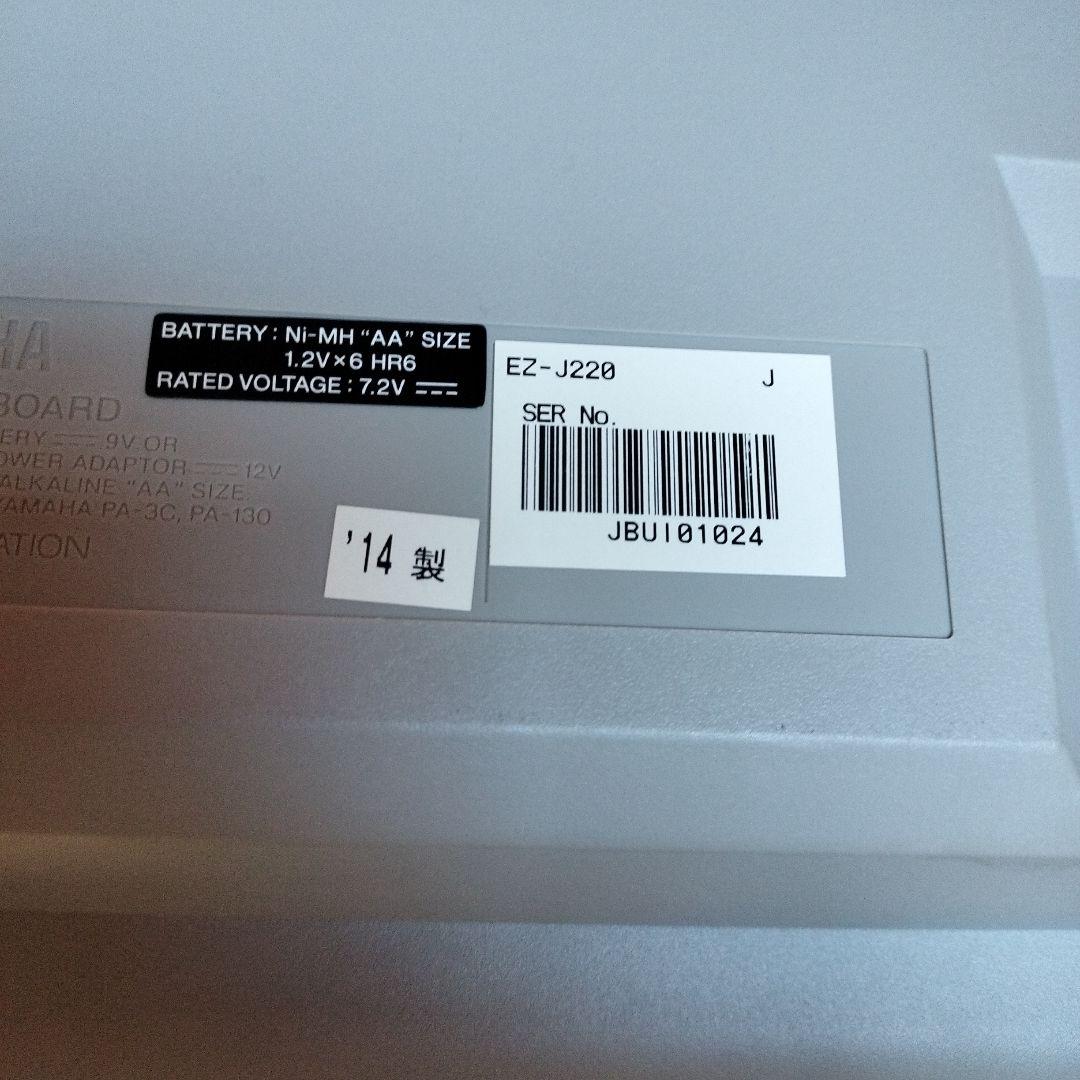 HA
BOARD
ERY ⎓ 9V OR
OWER ADAPTOR ⎓ 12V
ALKALINE "AA" SIZE.
YAMAHA PA-3C, PA-130
ATION
BATTERY : Ni-MH "AA" SIZE
1.2V×6 HR6
RATED VOLTAGE : 7.2V ⎓
'14 製
EZ-J220 J
SER No.
JBUI01024